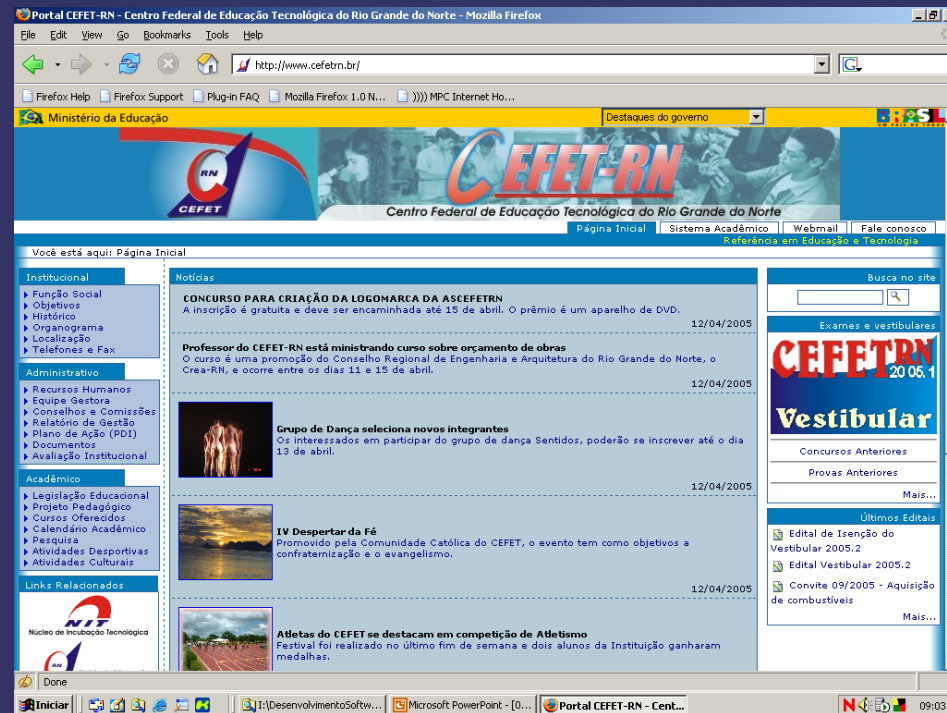 Portal CEFET-RN - Centro Federal de Educação Tecnológica do Rio Grande do Norte - Mozilla Firefox
File Edit View Go Bookmarks Tools Help
http://www.cefetrn.br/
G
Firefox Help Firefox Support Plug-in FAQ Mozilla Firefox 1.0 N... )))) MPC Internet Ho...
Ministério da Educação
Destaques do governo
BRASIL
UM PAÍS DE TODOS
RN
CEFET
CEFET-RN
Centro Federal de Educação Tecnológica do Rio Grande do Norte
Página Inicial Sistema Acadêmico Webmail Fale conosco
Referência em Educação e Tecnologia
Você está aqui: Página Inicial
Institucional
Função Social
Objetivos
Histórico
Organograma
Localização
Telefones e Fax
Administrativo
Recursos Humanos
Equipe Gestora
Conselhos e Comissões
Relatório de Gestão
Plano de Ação (PDI)
Documentos
Avaliação Institucional
Acadêmico
Legislação Educacional
Projeto Pedagógico
Cursos Oferecidos
Calendário Acadêmico
Pesquisa
Atividades Desportivas
Atividades Culturais
Links Relacionados
NIT
Núcleo de Incubação Tecnológica
RN
Notícias
CONCURSO PARA CRIAÇÃO DA LOGOMARCA DA ASCEFETRN
A inscrição é gratuita e deve ser encaminhada até 15 de abril. O prêmio é um aparelho de DVD.
12/04/2005
Professor do CEFET-RN está ministrando curso sobre orçamento de obras
O curso é uma promoção do Conselho Regional de Engenharia e Arquitetura do Rio Grande do Norte, o
Crea-RN, e ocorre entre os dias 11 e 15 de abril.
12/04/2005
Grupo de Dança seleciona novos integrantes
Os interessados em participar do grupo de dança Sentidos, poderão se inscrever até o dia
13 de abril.
12/04/2005
IV Despertar da Fé
Promovido pela Comunidade Católica do CEFET, o evento tem como objetivos a
confraternização e o evangelismo.
12/04/2005
Atletas do CEFET se destacam em competição de Atletismo
Festival foi realizado no último fim de semana e dois alunos da Instituição ganharam
medalhas.
Busca no site
Exames e vestibulares
CEFETRN
2005.1
Vestibular
Concursos Anteriores
Provas Anteriores
Mais...
Últimos Editais
Edital de Isenção do
Vestibular 2005.2
Edital Vestibular 2005.2
Convite 09/2005 - Aquisição
de combustíveis
Mais...
Done
Iniciar I:\DesenvolvimentoSoftw... Microsoft PowerPoint - [0... Portal CEFET-RN - Cent... 09:03